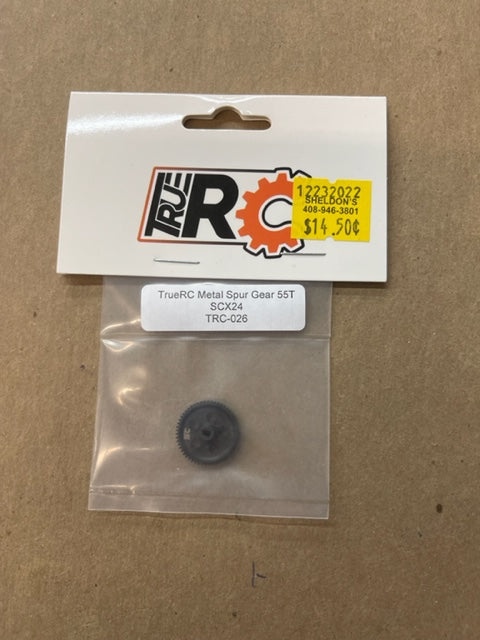 TRUE RC
12232022
SHELDON'S
408-946-3801
$14.50¢
TrueRC Metal Spur Gear 55T
SCX24
TRC-026